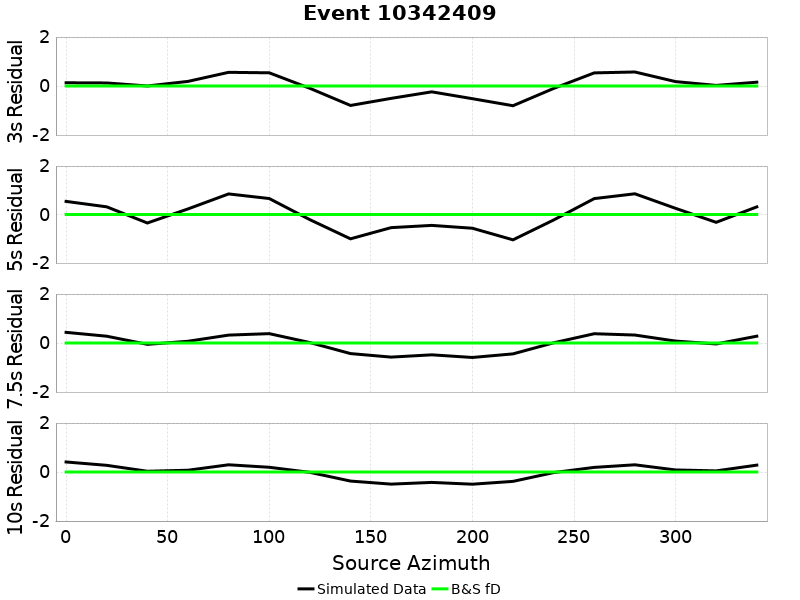 Event 10342409
2
0
-2
3s Residual
2
0
-2
5s Residual
2
0
-2
7.5s Residual
2
0
-2
10s Residual
0 50 100 150 200 250 300
Source Azimuth
Simulated Data B&S fD